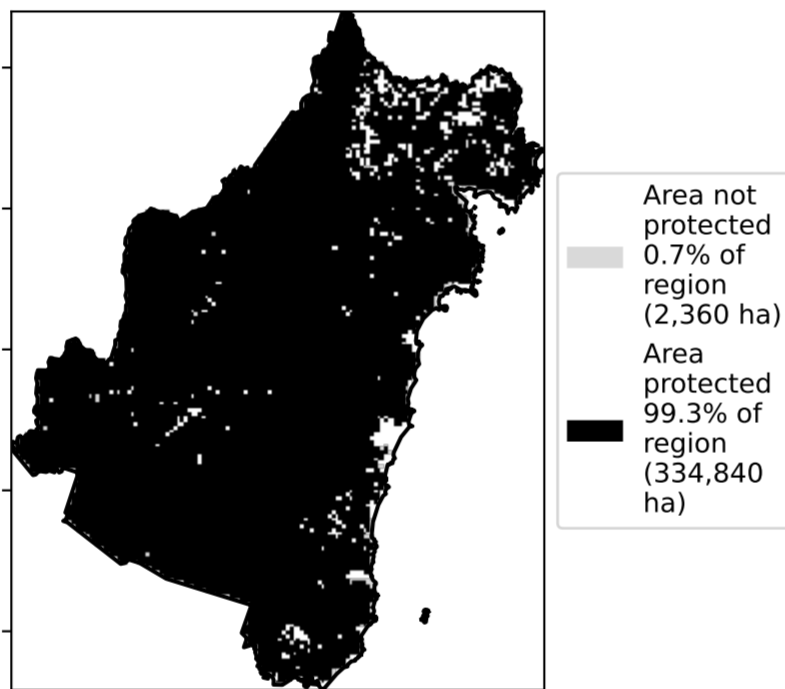 Area not
protected
0.7% of
region
(2,360 ha)
Area
protected
99.3% of
region
(334,840
ha)